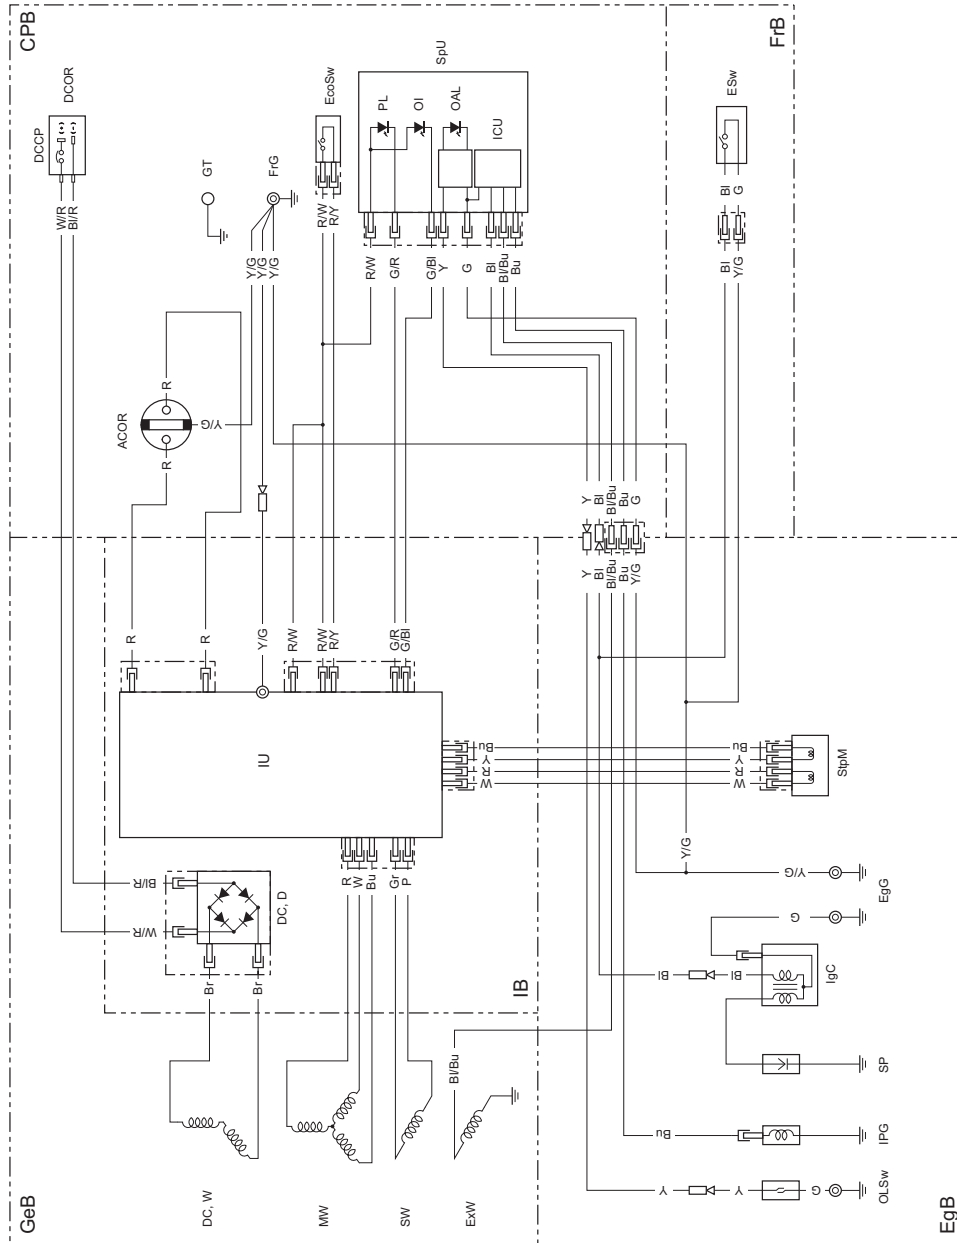 CPB
FrB
DCOR
DCCP
W/R
Bl/R
GT
FrG
EcoSw
R/W
R/Y
SpU
PL
OI
OAL
ICU
ESw
Bl
G
Bl
Y/G
Y/G
Y/G
Y/G
R/W
G/R
G/Bl
Y
G
Bl
Bl/Bu
Bu
ACOR
R
R
Y/G
Y
Bl
Bl/Bu
Bu
G
Y
Bl
Bl/Bu
Bu
Y/G
R
R
Y/G
R/W
R/W
R/Y
G/R
G/Bl
IU
Bu
Y
R
W
Bu
Y
R
W
StpM
R
W
Bu
Gr
P
Bl/R
W/R
DC, D
Br
Br
IB
Y/G
Y/G
G
EgG
Bl
Bl
IgC
SP
Bu
IPG
Y
Y
G
OLSw
Bl/Bu
DC, W
MW
SW
ExW
GeB
EgB